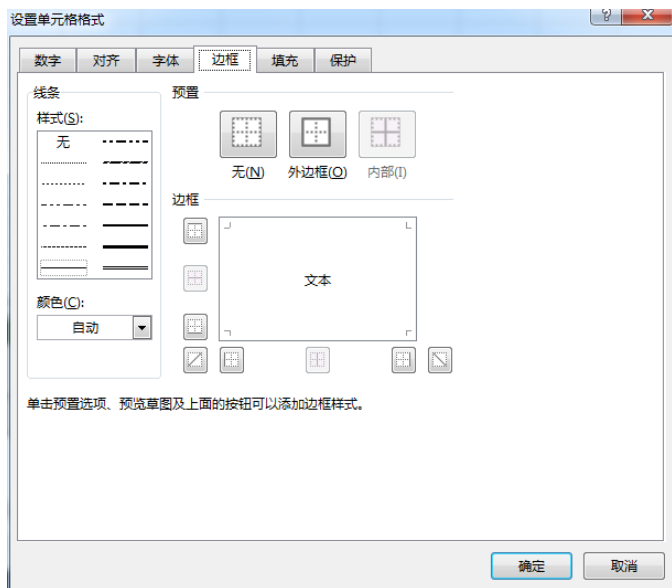 设置单元格格式
数字 对齐 字体 边框 填充 保护
线条
样式(S):
无
颜色(C):
自动
预置
无(N) 外边框(O) 内部(I)
边框
文本
单击预置选项、预览草图及上面的按钮可以添加边框样式。
确定 取消